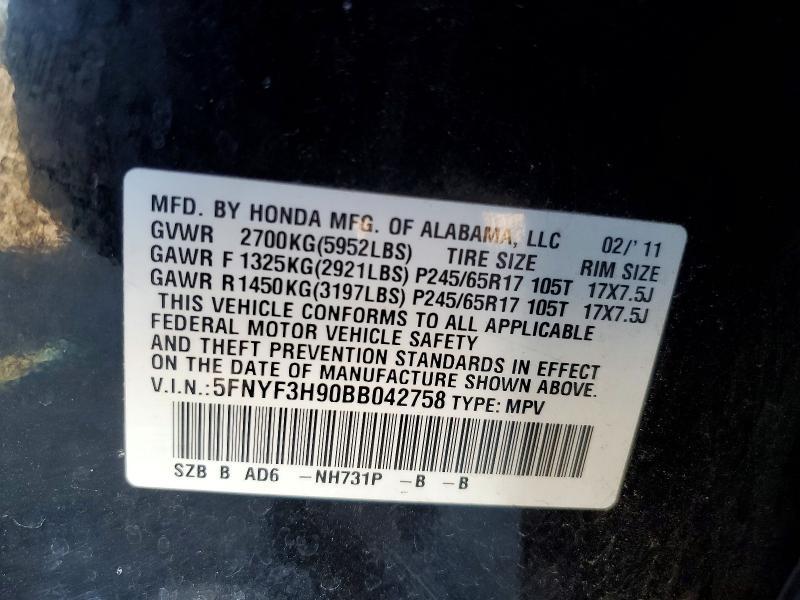 MFD. BY HONDA MFG. OF ALABAMA, LLC 02/'11
GVWR 2700KG(5952LBS) TIRE SIZE RIM SIZE
GAWR F 1325KG(2921LBS) P245/65R17 105T 17X7.5J
GAWR R1450KG(3197LBS) P245/65R17 105T 17X7.5J
THIS VEHICLE CONFORMS TO ALL APPLICABLE
FEDERAL MOTOR VEHICLE SAFETY
AND THEFT PREVENTION STANDARDS IN EFFECT
ON THE DATE OF MANUFACTURE SHOWN ABOVE.
V.I.N.:5FNYF3H90BB042758 TYPE: MPV
SZB B AD6 -NH731P -B -B